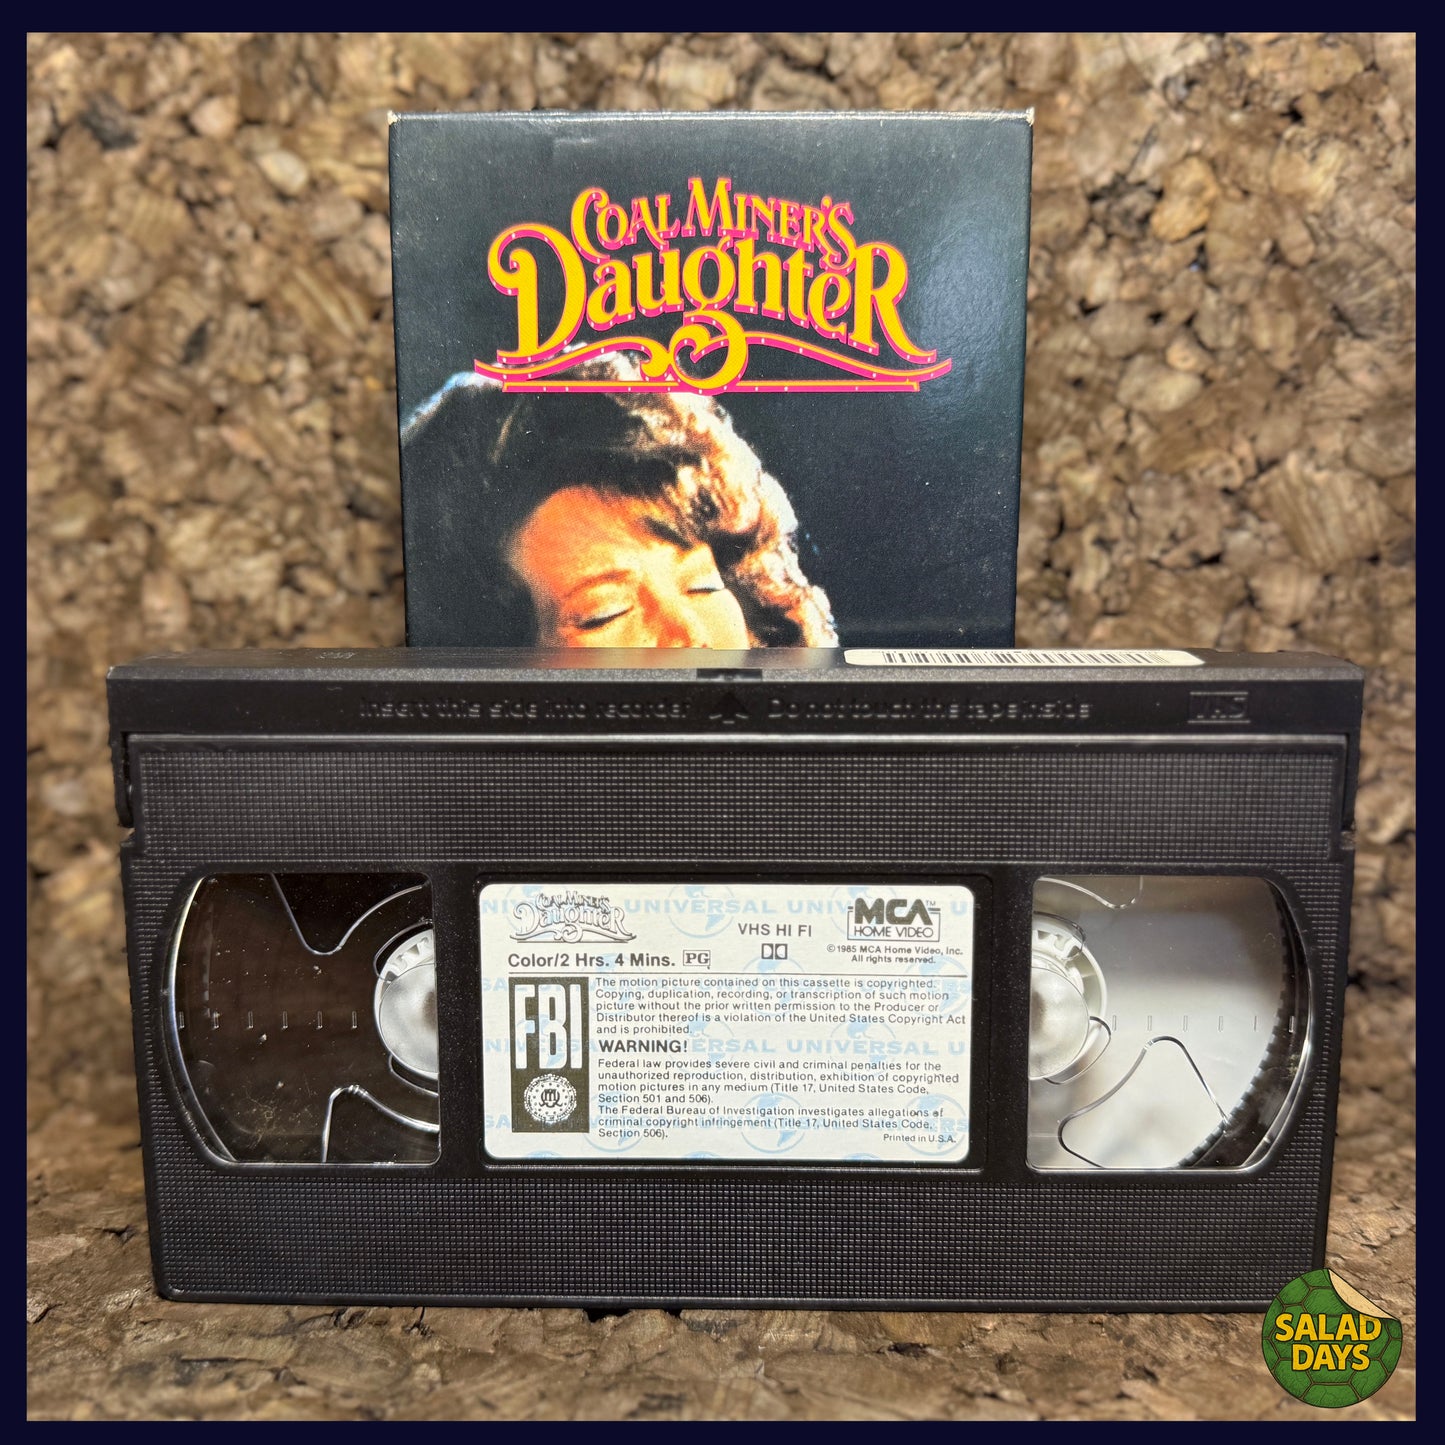 COAL MINER'S
DaughteR
Insert this side into recorder Do not touch the tape inside
VHS
COAL MINER'S
DaughteR
VHS HI FI
MCA™
HOME VIDEO
©1985 MCA Home Video, Inc.
All rights reserved.
Color/2 Hrs. 4 Mins. PG
UNIVERSAL UNIVERSAL
FBI
The motion picture contained on this cassette is copyrighted.
Copying, duplication, recording, or transcription of such motion
picture without the prior written permission to the Producer or
Distributor thereof is a violation of the United States Copyright Act
and is prohibited.
WARNING!
Federal law provides severe civil and criminal penalties for the
unauthorized reproduction, distribution, exhibition of copyrighted
motion pictures in any medium (Title 17, United States Code,
Section 501 and 506).
The Federal Bureau of Investigation investigates allegations of
criminal copyright infringement (Title 17, United States Code,
Section 506).
Printed in U.S.A.
SALAD
DAYS